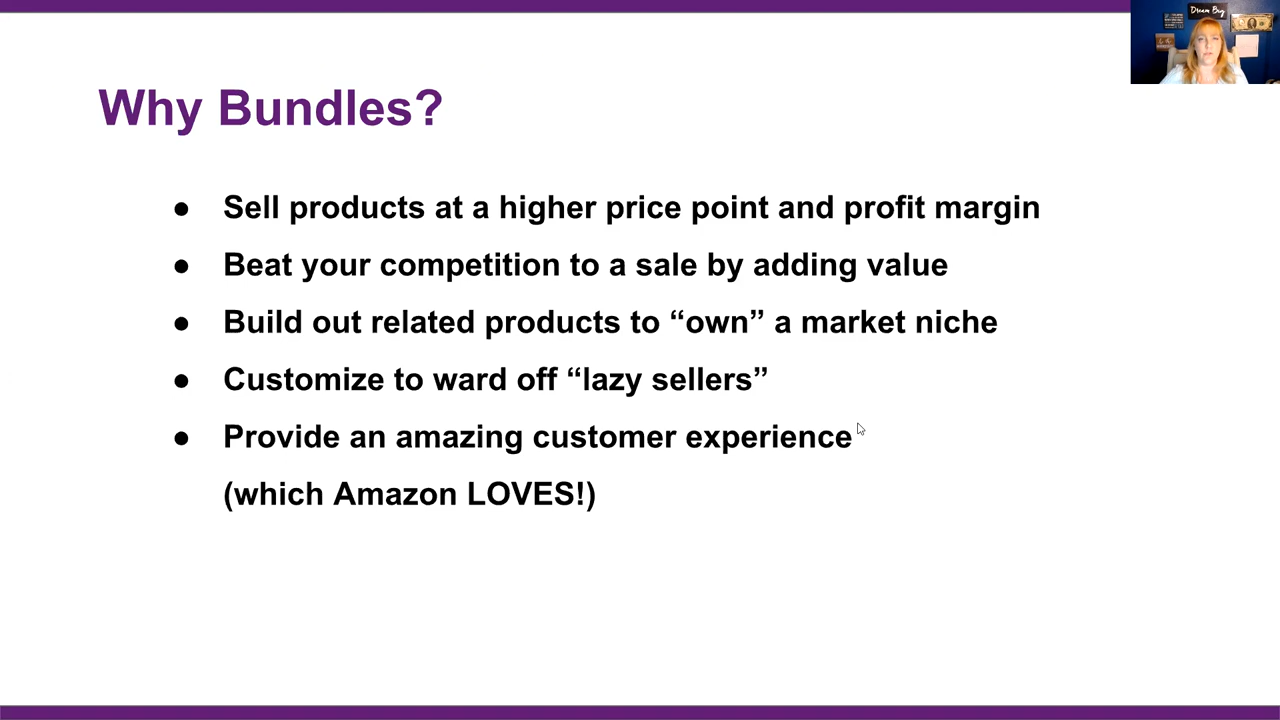 Dream Big
Why Bundles?
● Sell products at a higher price point and profit margin
● Beat your competition to a sale by adding value
● Build out related products to “own” a market niche
● Customize to ward off “lazy sellers”
● Provide an amazing customer experience
(which Amazon LOVES!)